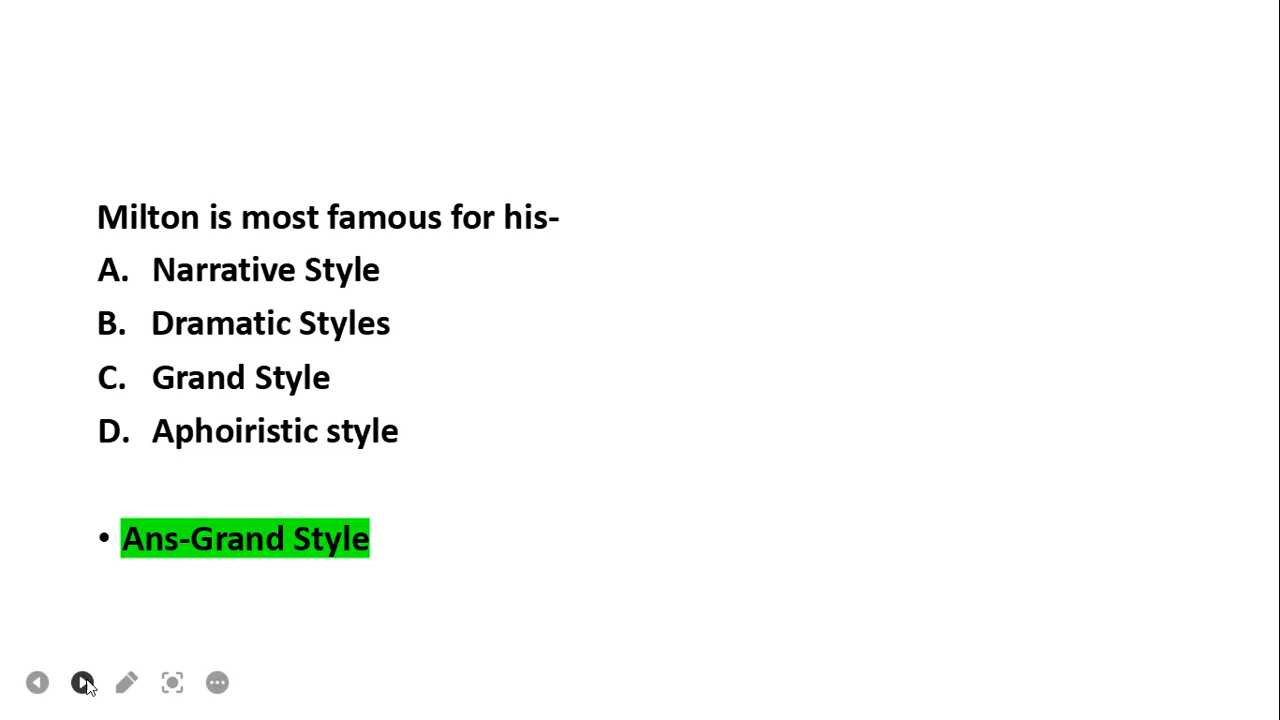 Milton is most famous for his-
A. Narrative Style
B. Dramatic Styles
C. Grand Style
D. Aphoiristic style
• Ans-Grand Style